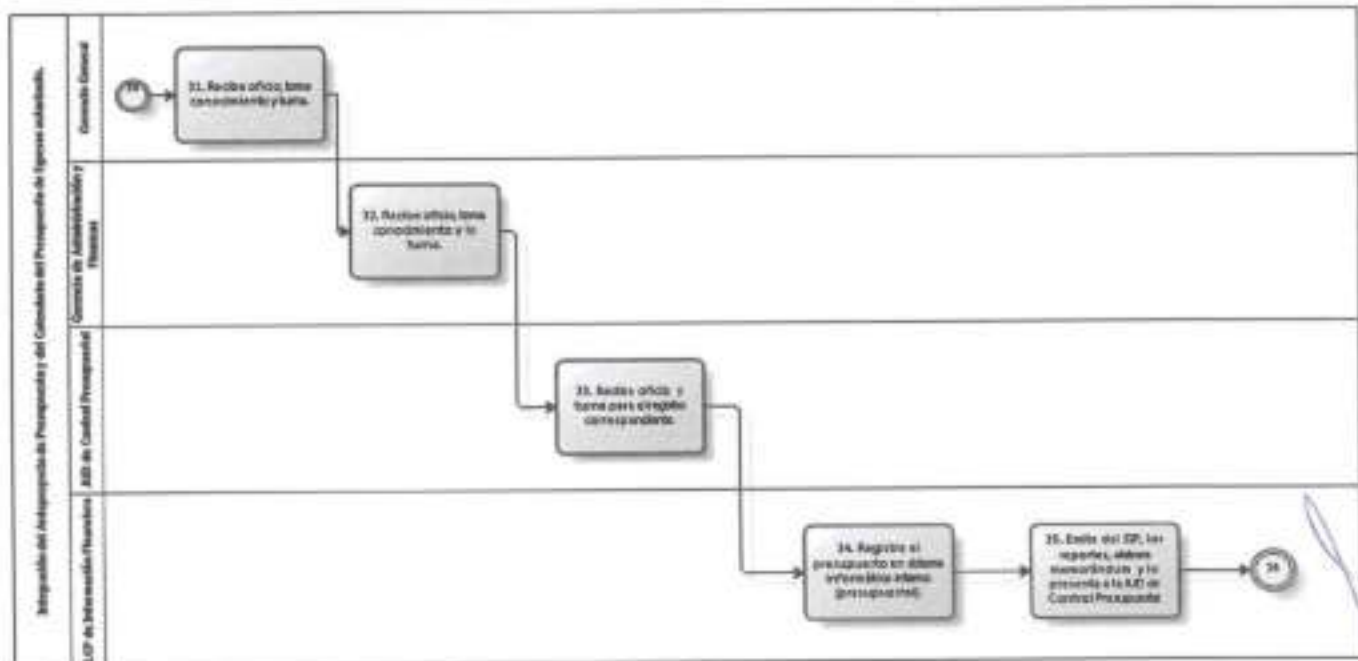 Integración del Anteproyecto de Presupuesto y del Calendario del Presupuesto de Egresos autorizado.
Gerencia General
31. Recibe oficio, toma
conocimiento y turna.
Gerencia de Administración y
Finanzas
32. Recibe oficio, toma
conocimiento y lo
turna.
JUD de Control Presupuestal
33. Recibe oficio y
turna para el registro
correspondiente.
LCP de Información Financiera
34. Registra el
presupuesto en sistema
informático interno
(presupuestal).
35. Emite del SIP, los
reportes, elabora
memorándum y lo
presenta a la JUD de
Control Presupuestal
36